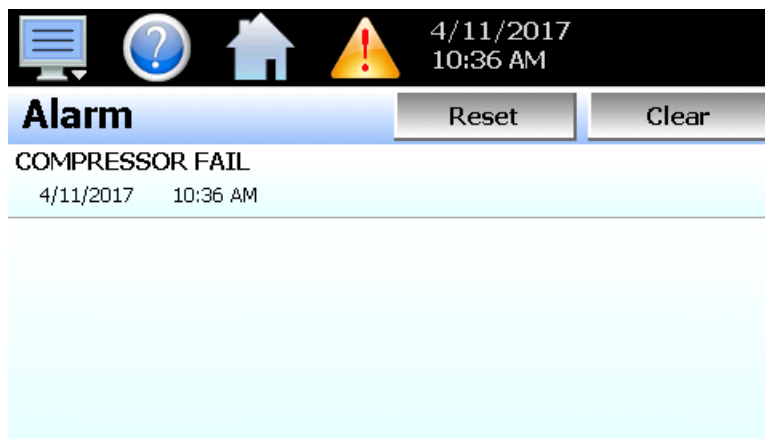 4/11/2017
10:36 AM
Alarm Reset Clear
COMPRESSOR FAIL
4/11/2017 10:36 AM